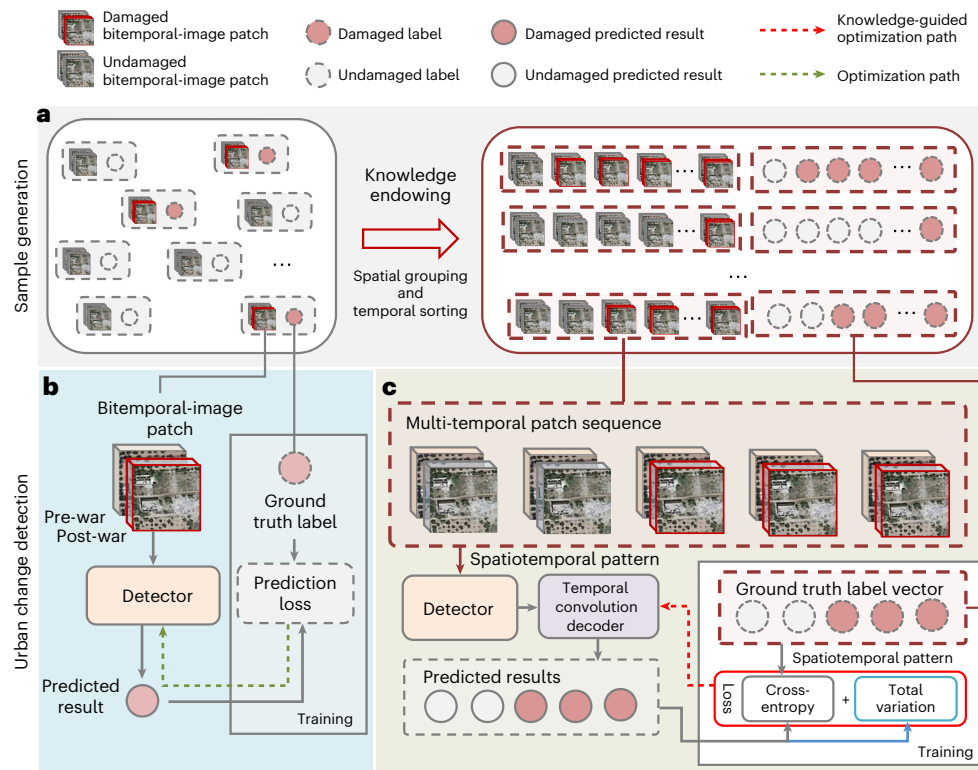 Damaged
bitemporal-image patch
Undamaged
bitemporal-image patch
Damaged label
Undamaged label
Damaged predicted result
Undamaged predicted result
Knowledge-guided
optimization path
Optimization path
a
Sample generation
...
Knowledge
endowing
Spatial grouping
and
temporal sorting
... ...
... ...
...
... ...
Urban change detection
b
Bitemporal-image
patch
Pre-war
Post-war
Detector
Predicted
result
Ground
truth label
Prediction
loss
Training
c
Multi-temporal patch sequence
Spatiotemporal pattern
Detector
Temporal
convolution
decoder
Predicted results
Ground truth label vector
Spatiotemporal pattern
Loss
Cross-
entropy
+
Total
variation
Training